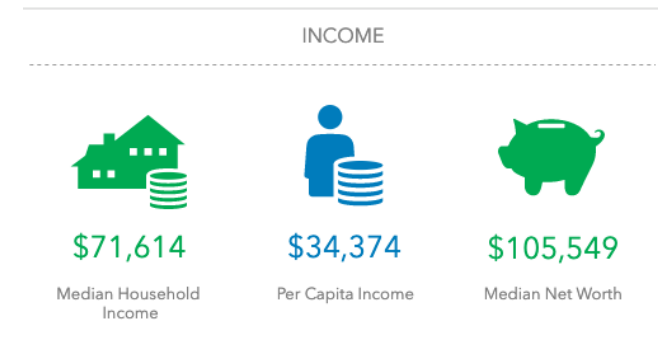 INCOME
$71,614
Median Household
Income
$34,374
Per Capita Income
$105,549
Median Net Worth